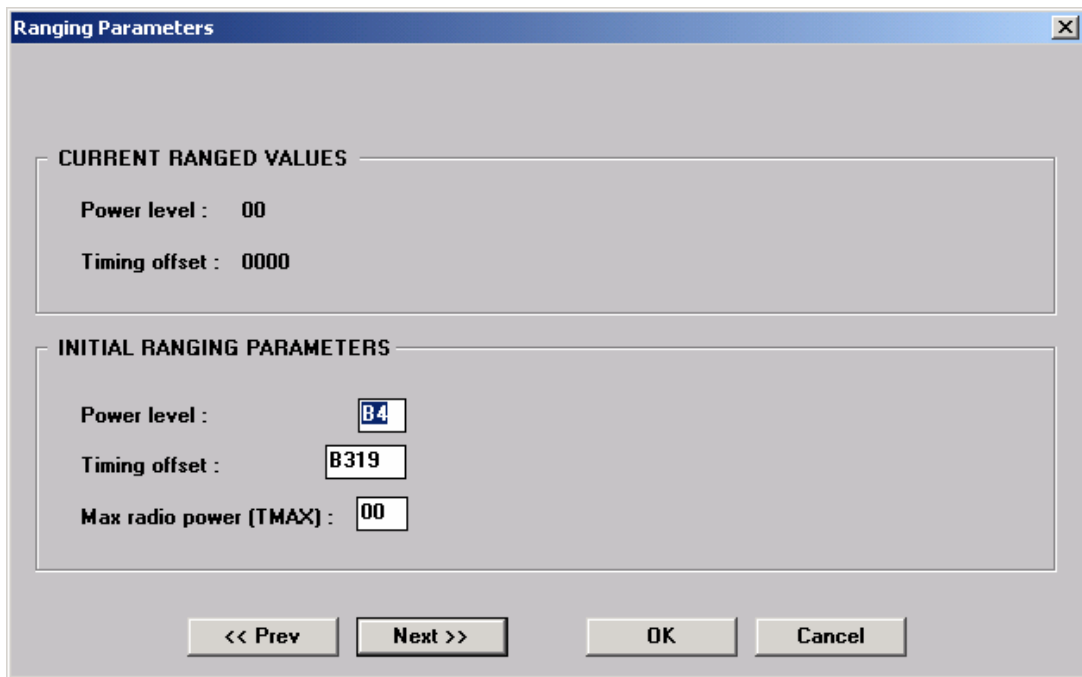 Ranging Parameters
CURRENT RANGED VALUES
Power level : 00
Timing offset : 0000
INITIAL RANGING PARAMETERS
Power level : B4
Timing offset : B319
Max radio power (TMAX) : 00
<< Prev Next >> OK Cancel